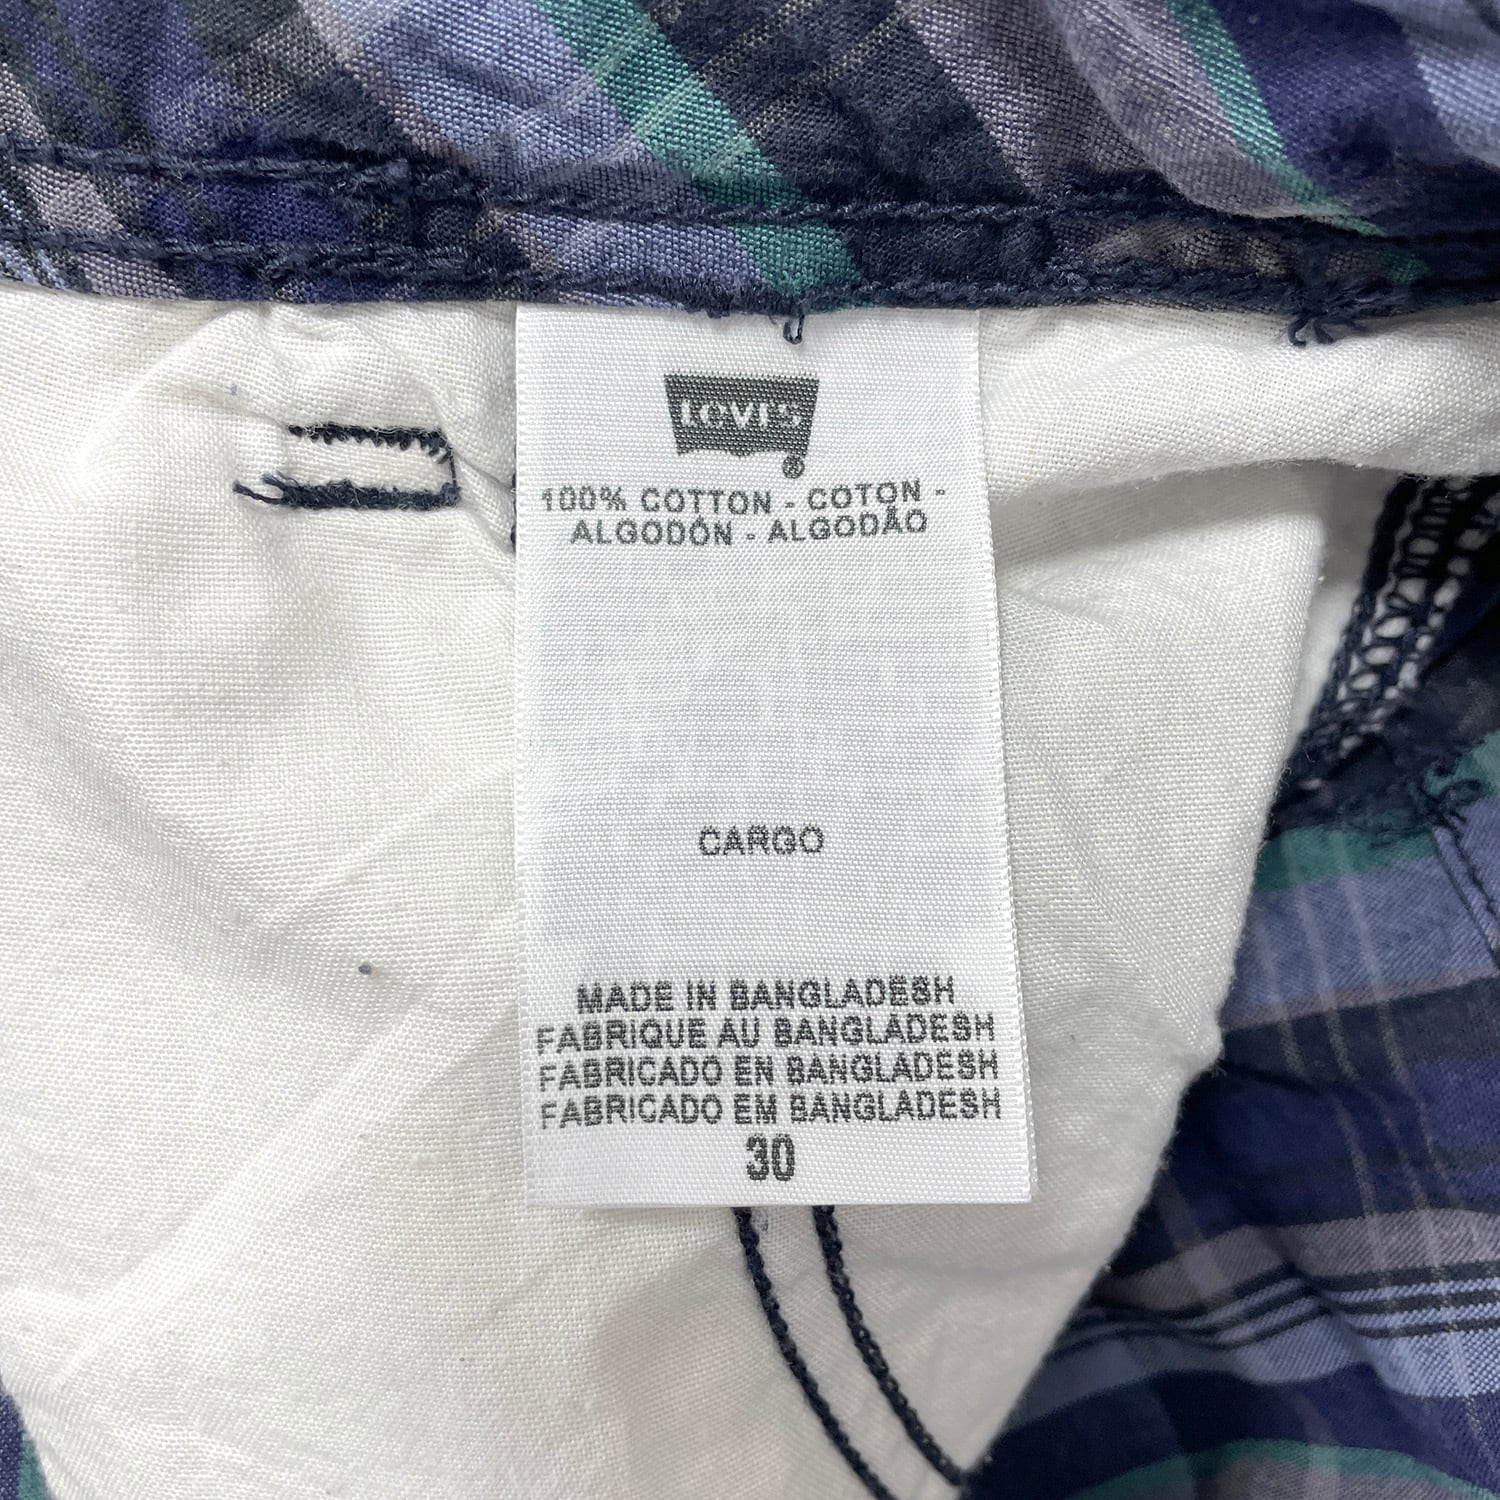 LEVI'S
®
100% COTTON - COTON -
ALGODÓN - ALGODÃO
CARGO
MADE IN BANGLADESH
FABRIQUE AU BANGLADESH
FABRICADO EN BANGLADESH
FABRICADO EM BANGLADESH
30